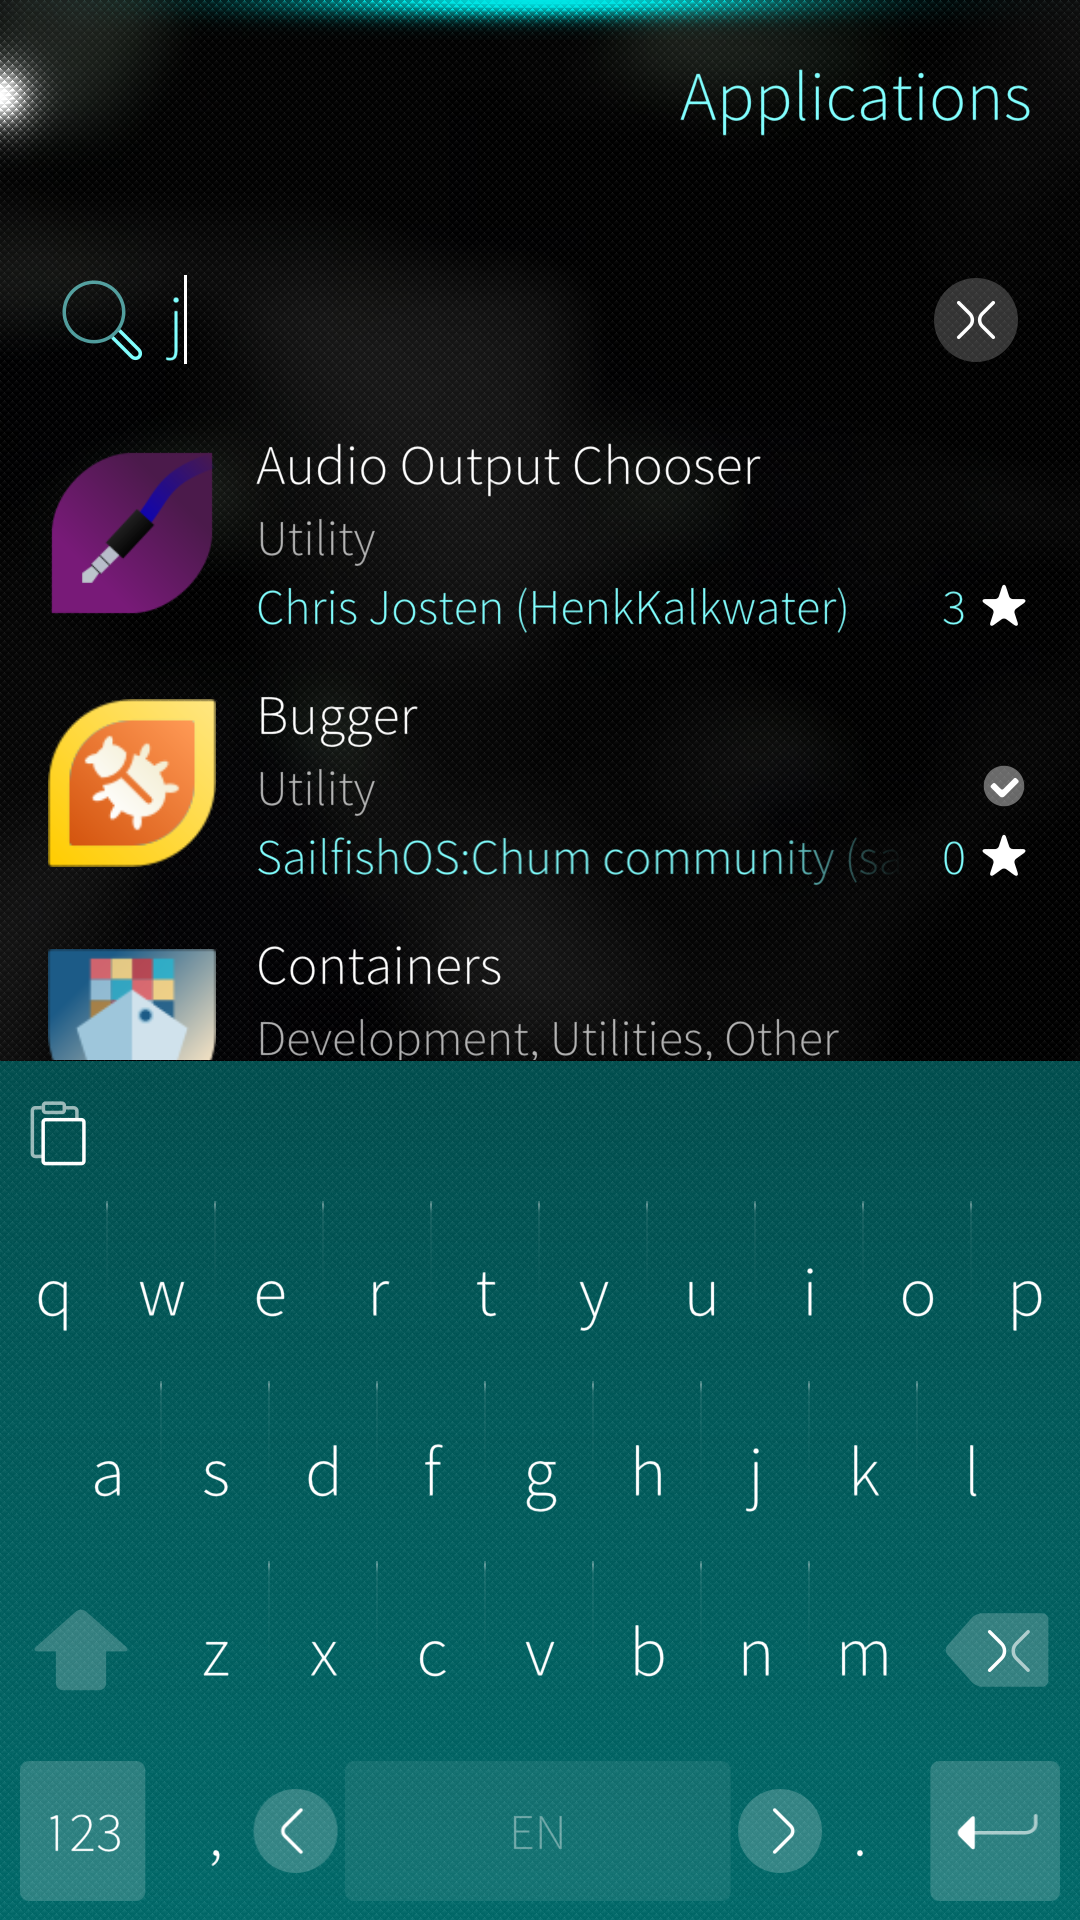 Applications
j
Audio Output Chooser
Utility
Chris Josten (HenkKalkwater)
3
Bugger
Utility
SailfishOS:Chum community (sa
0
Containers
Development, Utilities, Other
q w e r t y u i o p
a s d f g h j k l
z x c v b n m
123 , EN .